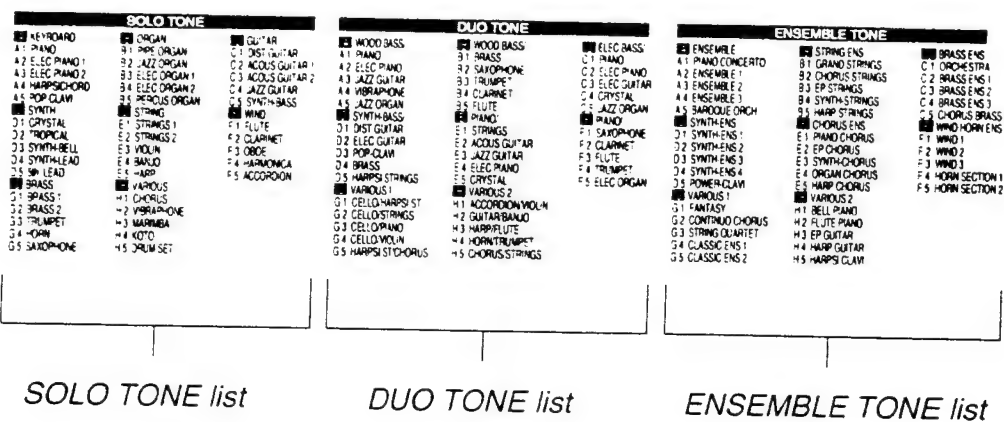 SOLO TONE
KEYBOARD
A1 PIANO
A2 ELEC PIANO 1
A3 ELEC PIANO 2
A4 HARPSICHORD
A5 POP CLAVI
SYNTH
D1 CRYSTAL
D2 TROPICAL
D3 SYNTH-BELL
D4 SYNTH-LEAD
D5 LEAD
BRASS
G1 BRASS 1
G2 BRASS 2
G3 TRUMPET
G4 HORN
G5 SAXOPHONE
ORGAN
B1 PIPE ORGAN
B2 JAZZ ORGAN
B3 ELEC ORGAN 1
B4 ELEC ORGAN 2
B5 PERCUS ORGAN
STRING
E1 STRINGS 1
E2 STRINGS 2
E3 VIOLIN
E4 BANJO
E5 HARP
VARIOUS
H1 CHORUS
H2 VIBRAPHONE
H3 MARIMBA
H4 KOTO
H5 DRUM SET
GUITAR
C1 DIST GUITAR
C2 ACOUS GUITAR 1
C3 ACOUS GUITAR 2
C4 JAZZ GUITAR
C5 SYNTH-BASS
WIND
F1 FLUTE
F2 CLARINET
F3 OBOE
F4 HARMONICA
F5 ACCORDION
DUO TONE
WOOD BASS/
A1 PIANO
A2 ELEC PIANO
A3 JAZZ GUITAR
A4 VIBRAPHONE
A5 JAZZ ORGAN
SYNTH-BASS/
D1 DIST GUITAR
D2 ELEC GUITAR
D3 POP-CLAVI
D4 BRASS
D5 HARPSI STRINGS
VARIOUS 1
G1 CELLO/HARPSI ST
G2 CELLO/STRINGS
G3 CELLO/PIANO
G4 CELLO/VIOLIN
G5 HARPSI ST/CHORUS
WOOD BASS/
B1 BRASS
B2 SAXOPHONE
B3 TRUMPET
B4 CLARINET
B5 FLUTE
PIANO/
E1 STRINGS
E2 ACOUS GUITAR
E3 JAZZ GUITAR
E4 ELEC PIANO
E5 CRYSTAL
VARIOUS 2
H1 ACCORDION/VIOLIN
H2 GUITAR/BANJO
H3 HARP/FLUTE
H4 HORN/TRUMPET
H5 CHORUS/STRINGS
ELEC BASS/
C1 PIANO
C2 ELEC PIANO
C3 ELEC GUITAR
C4 CRYSTAL
C5 JAZZ ORGAN
PIANO/
F1 SAXOPHONE
F2 CLARINET
F3 FLUTE
F4 TRUMPET
F5 ELEC ORGAN
ENSEMBLE TONE
ENSEMBLE
A1 PIANO CONCERTO
A2 ENSEMBLE 1
A3 ENSEMBLE 2
A4 ENSEMBLE 3
A5 BAROQUE ORCH
SYNTH-ENS
D1 SYNTH-ENS 1
D2 SYNTH-ENS 2
D3 SYNTH-ENS 3
D4 SYNTH-ENS 4
D5 POWER-CLAVI
VARIOUS 1
G1 FANTASY
G2 CONTINUO CHORUS
G3 STRING QUARTET
G4 CLASSIC ENS 1
G5 CLASSIC ENS 2
STRING ENS
B1 GRAND STRINGS
B2 CHORUS STRINGS
B3 EP STRINGS
B4 SYNTH-STRINGS
B5 HARP STRINGS
CHORUS ENS
E1 PIANO CHORUS
E2 EP CHORUS
E3 SYNTH-CHORUS
E4 ORGAN CHORUS
E5 HARP CHORUS
VARIOUS 2
H1 BELL PIANO
H2 FLUTE PIANO
H3 EP GUITAR
H4 HARP GUITAR
H5 HARPSI CLAVI
BRASS ENS
C1 ORCHESTRA
C2 BRASS ENS 1
C3 BRASS ENS 2
C4 BRASS ENS 3
C5 CHORUS BRASS
WIND HORN ENS
F1 WIND 1
F2 WIND 2
F3 WIND 3
F4 HORN SECTION 1
F5 HORN SECTION 2
SOLO TONE list
DUO TONE list
ENSEMBLE TONE list